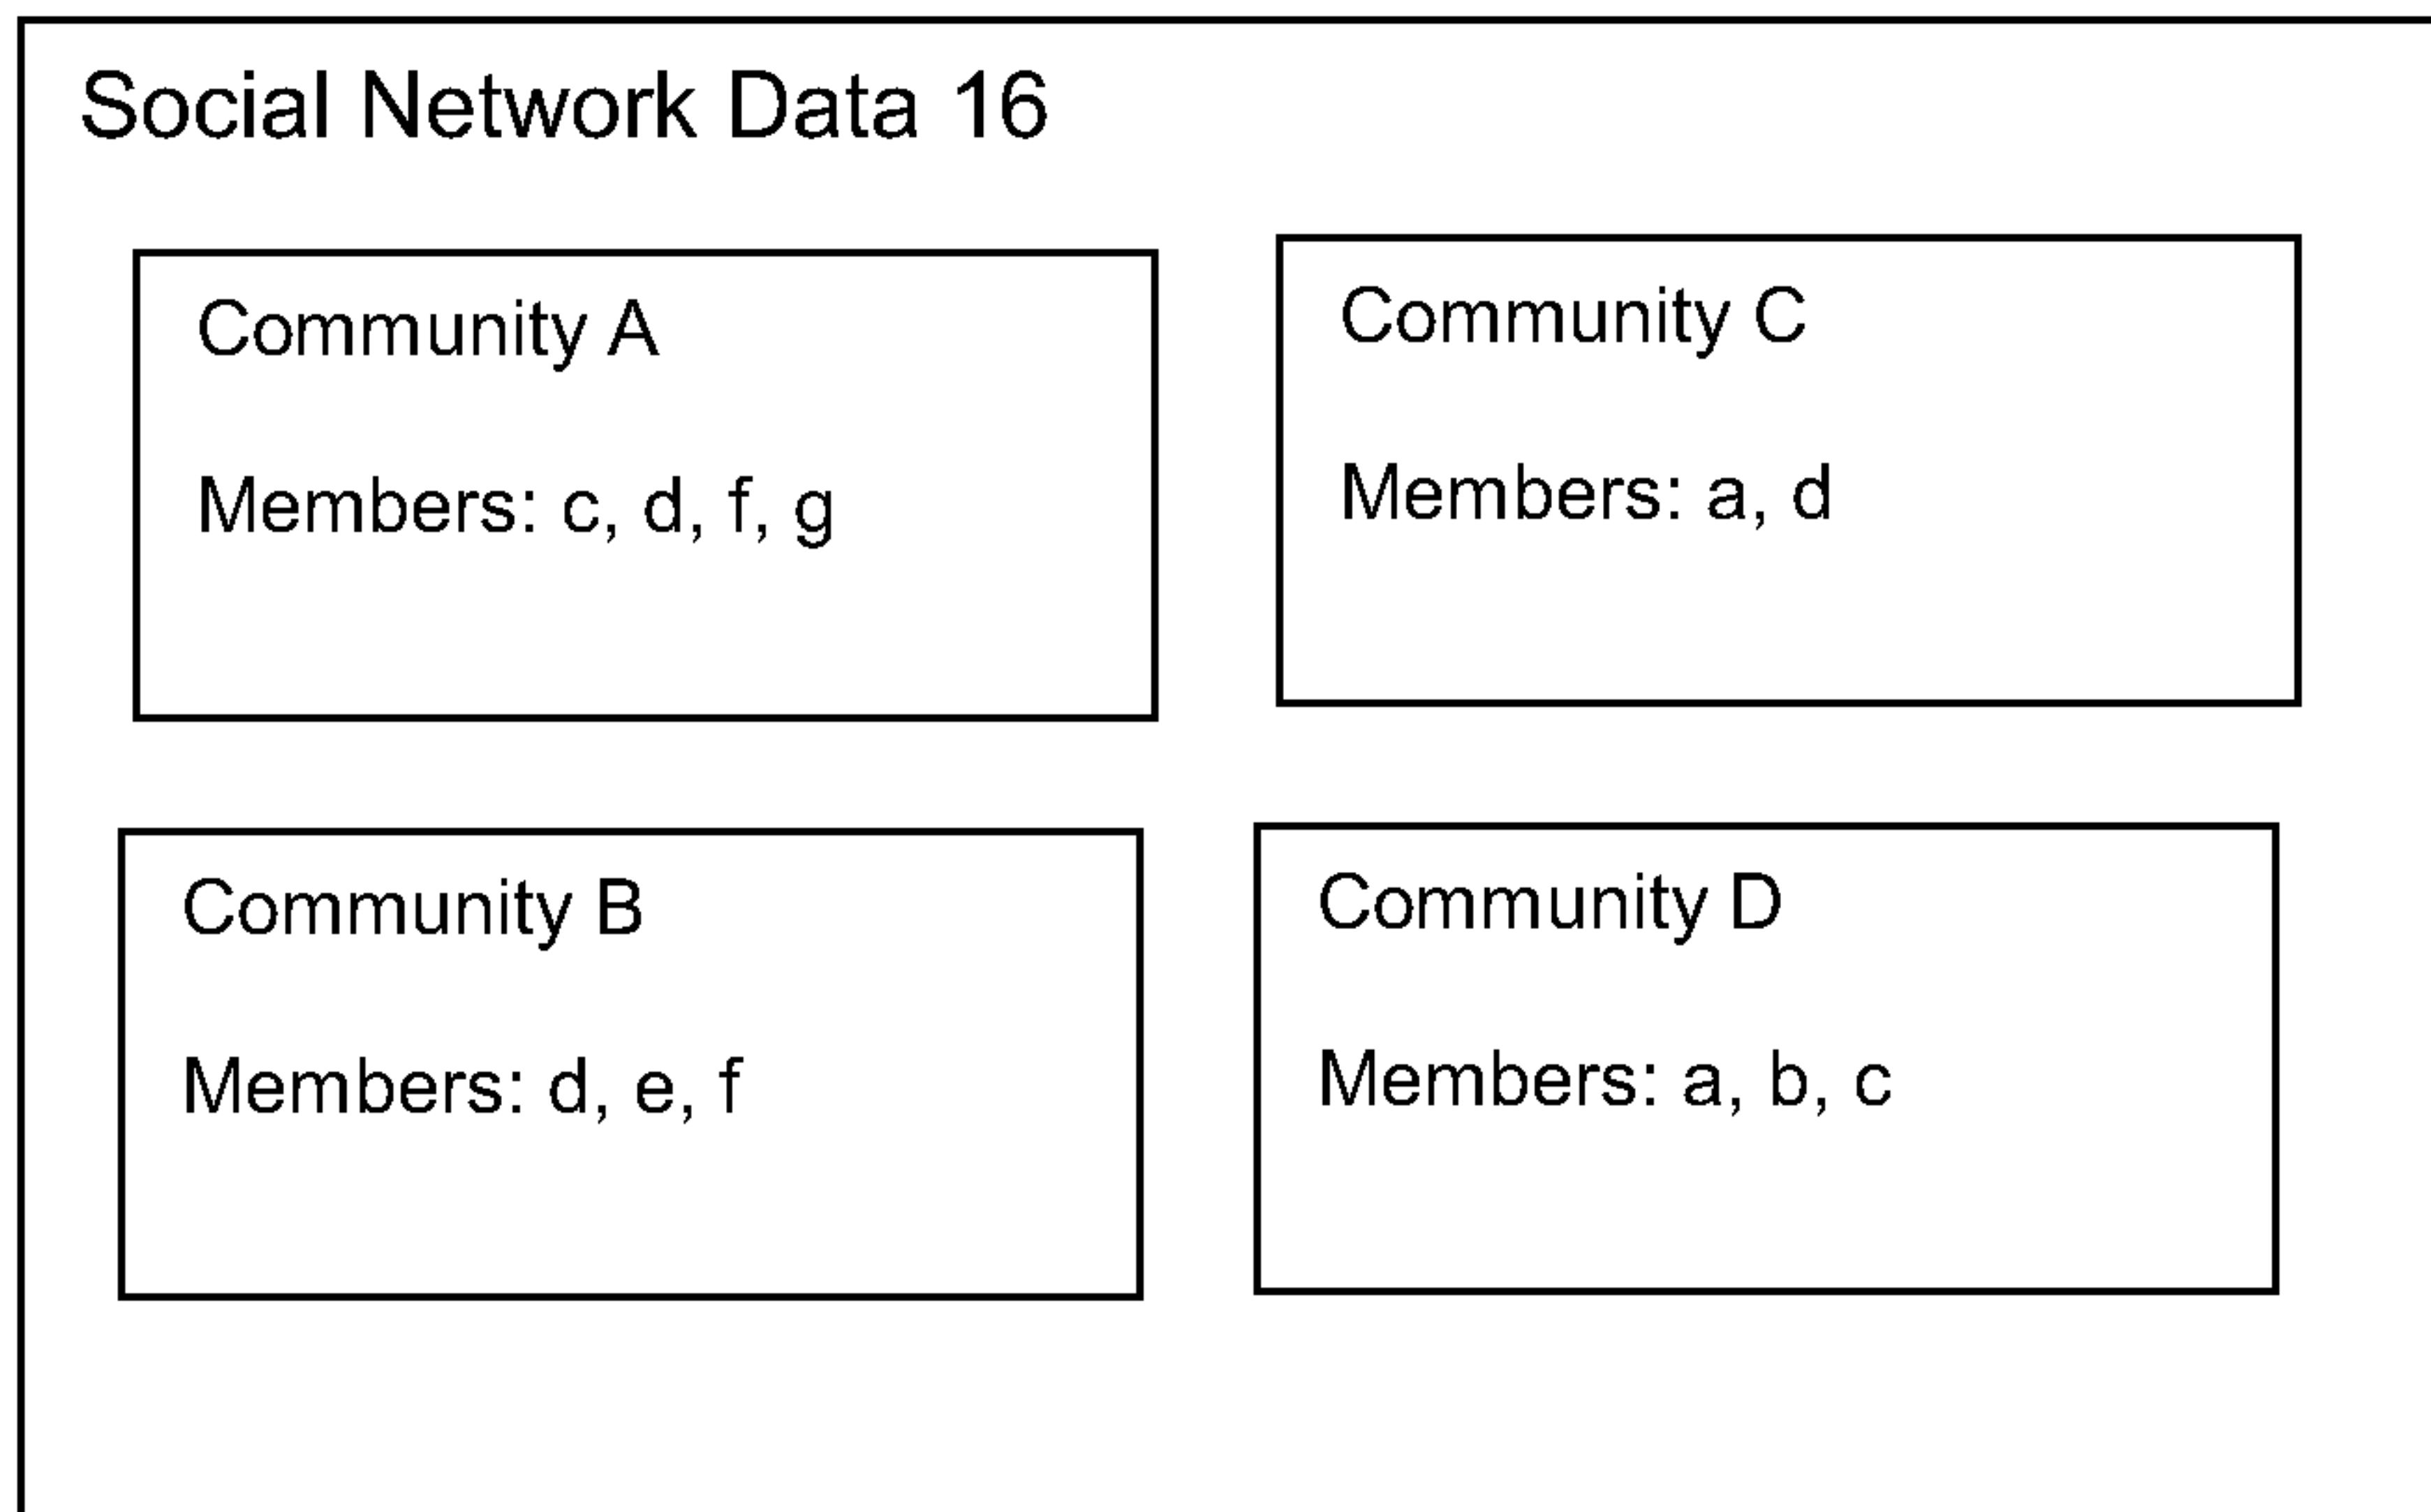 Social Network Data 16
Community A
Members: c, d, f, g
Community C
Members: a, d
Community B
Members: d, e, f
Community D
Members: a, b, c